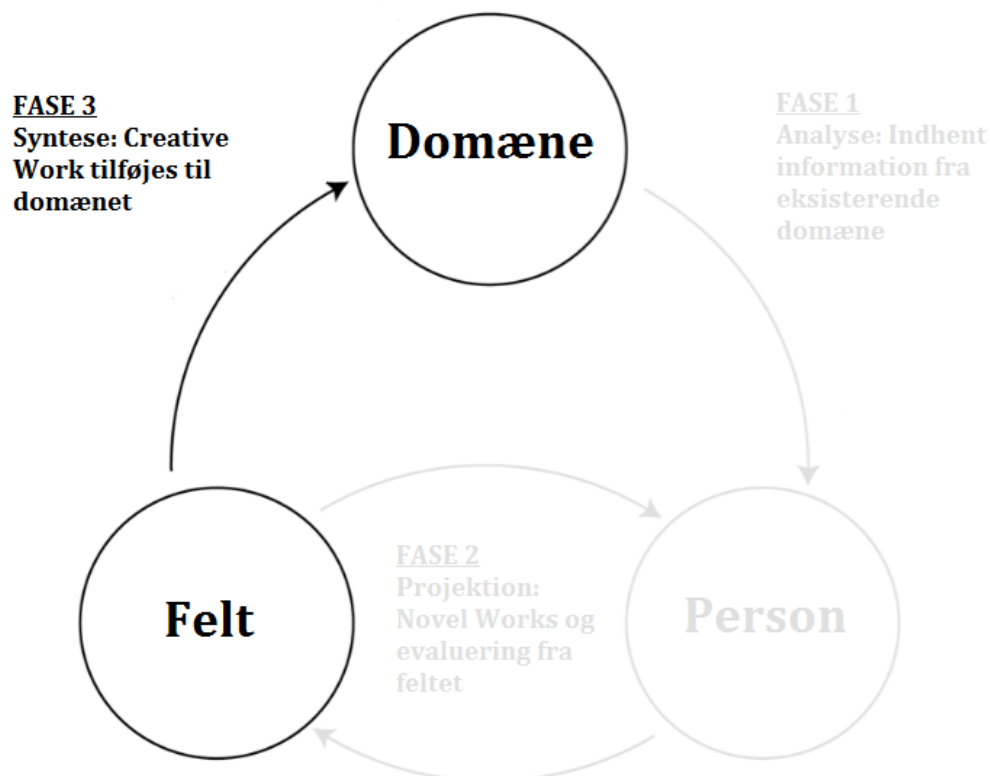 FASE 3
Syntese: Creative
Work tilføjes til
domænet
Domæne
FASE 1
Analyse: Indhent
information fra
eksisterende
domæne
Felt
FASE 2
Projektion:
Novel Works og
evaluering fra
feltet
Person